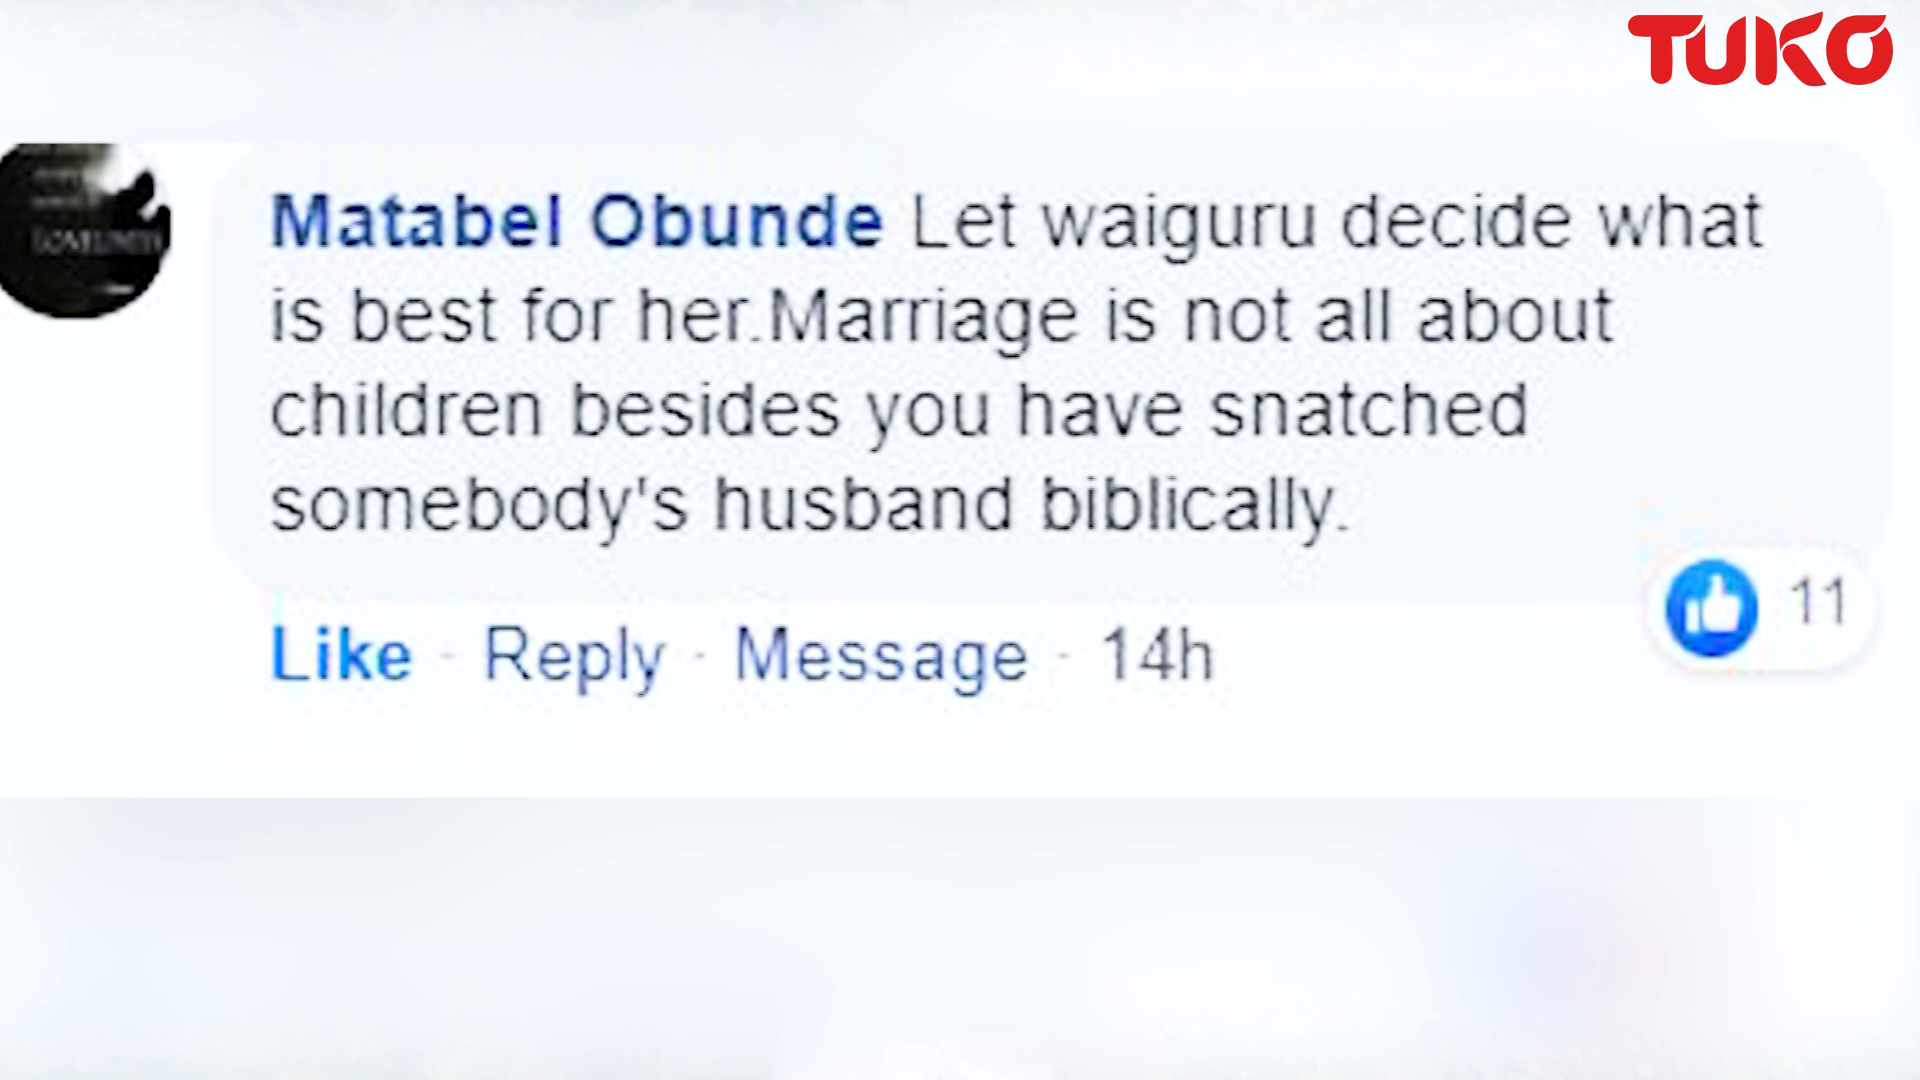 TUKO
Matabel Obunde Let waiguru decide what
is best for her.Marriage is not all about
children besides you have snatched
somebody's husband biblically.
11
Like · Reply · Message · 14h